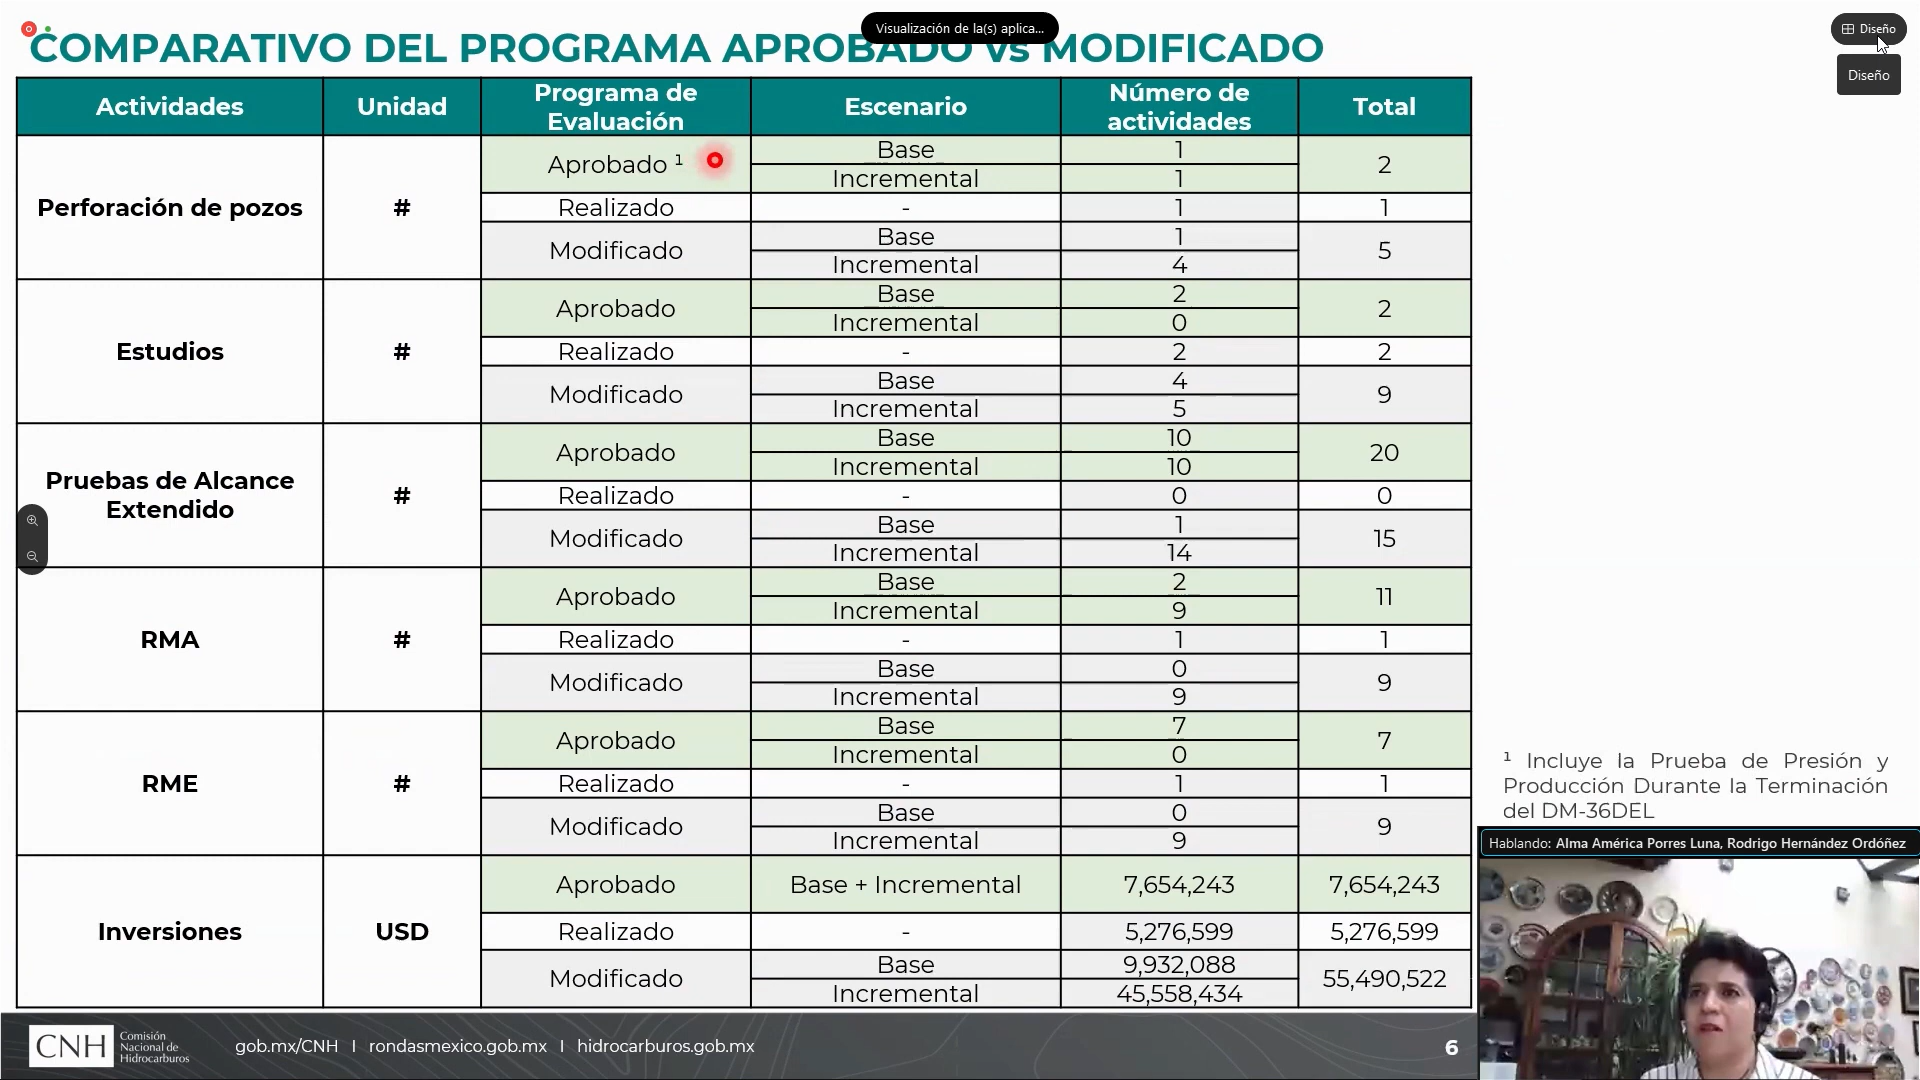 COMPARATIVO DEL PROGRAMA APROBADO vs MODIFICADO
Visualización de la(s) aplica...
Diseño
Diseño
Actividades Unidad Programa de Evaluación Escenario Número de actividades Total
Perforación de pozos # Aprobado ¹ Base 1 2
Incremental 1
Realizado - 1 1
Modificado Base 1 5
Incremental 4
Estudios # Aprobado Base 2 2
Incremental 0
Realizado - 2 2
Modificado Base 4 9
Incremental 5
Pruebas de Alcance Extendido # Aprobado Base 10 20
Incremental 10
Realizado - 0 0
Modificado Base 1 15
Incremental 14
RMA # Aprobado Base 2 11
Incremental 9
Realizado - 1 1
Modificado Base 0 9
Incremental 9
RME # Aprobado Base 7 7
Incremental 0
Realizado - 1 1
Modificado Base 0 9
Incremental 9
Inversiones USD Aprobado Base + Incremental 7,654,243 7,654,243
Realizado - 5,276,599 5,276,599
Modificado Base 9,932,088 55,490,522
Incremental 45,558,434
¹ Incluye la Prueba de Presión y
Producción Durante la Terminación
del DM-36DEL
Hablando: Alma América Porres Luna, Rodrigo Hernández Ordóñez
CNH Comisión
Nacional de
Hidrocarburos
gob.mx/CNH I rondasmexico.gob.mx I hidrocarburos.gob.mx
6